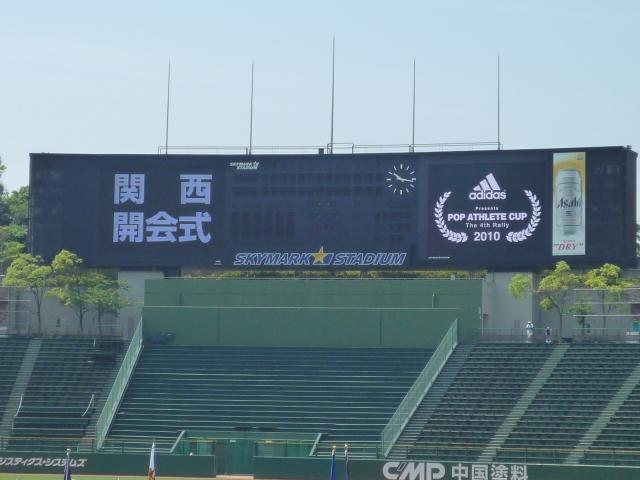 SKYMARK STADIUM
関西
開会式
adidas
Presents
POP ATHLETE CUP
The 4th Rally
2010
Asahi
"DRY"
SKYMARK STADIUM
ジスティクス・システムズ
CMP 中国塗料